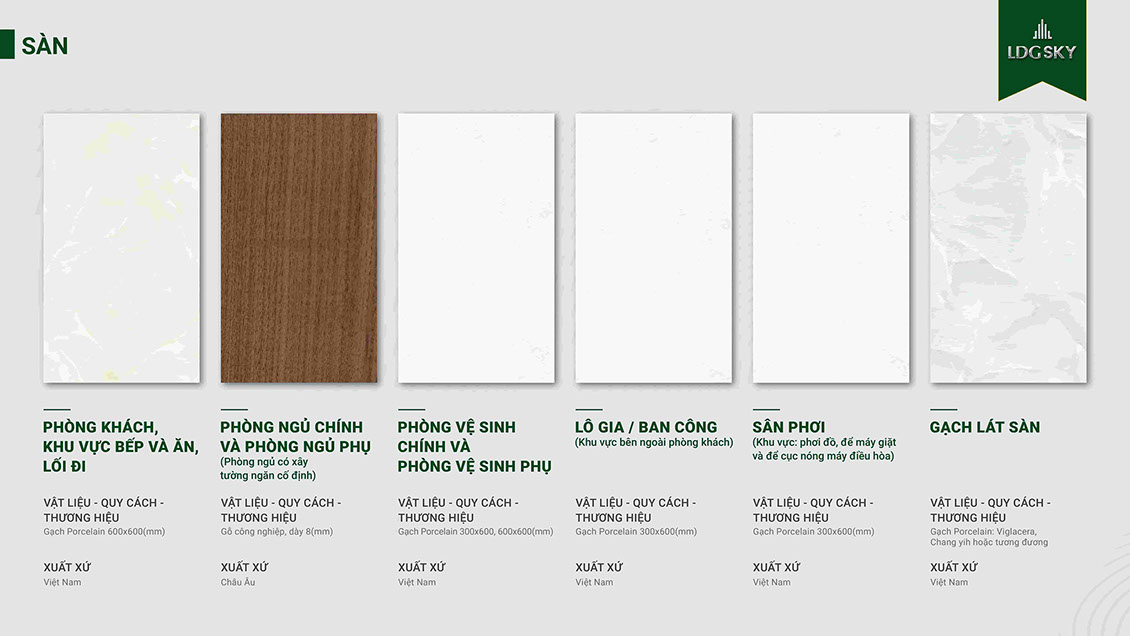 SÀN
LDGSKY
PHÒNG KHÁCH,
KHU VỰC BẾP VÀ ĂN,
LỐI ĐI
VẬT LIỆU - QUY CÁCH -
THƯƠNG HIỆU
Gạch Porcelain 600x600(mm)
XUẤT XỨ
Việt Nam
PHÒNG NGỦ CHÍNH
VÀ PHÒNG NGỦ PHỤ
(Phòng ngủ có xây
tường ngăn cố định)
VẬT LIỆU - QUY CÁCH -
THƯƠNG HIỆU
Gỗ công nghiệp, dày 8(mm)
XUẤT XỨ
Châu Âu
PHÒNG VỆ SINH
CHÍNH VÀ
PHÒNG VỆ SINH PHỤ
VẬT LIỆU - QUY CÁCH -
THƯƠNG HIỆU
Gạch Porcelain 300x600, 600x600(mm)
XUẤT XỨ
Việt Nam
LÔ GIA / BAN CÔNG
(Khu vực bên ngoài phòng khách)
VẬT LIỆU - QUY CÁCH -
THƯƠNG HIỆU
Gạch Porcelain 300x600(mm)
XUẤT XỨ
Việt Nam
SÂN PHƠI
(Khu vực: phơi đồ, để máy giặt
và để cục nóng máy điều hòa)
VẬT LIỆU - QUY CÁCH -
THƯƠNG HIỆU
Gạch Porcelain 300x600(mm)
XUẤT XỨ
Việt Nam
GẠCH LÁT SÀN
VẬT LIỆU - QUY CÁCH -
THƯƠNG HIỆU
Gạch Porcelain: Viglacera,
Chang yih hoặc tương đương
XUẤT XỨ
Việt Nam